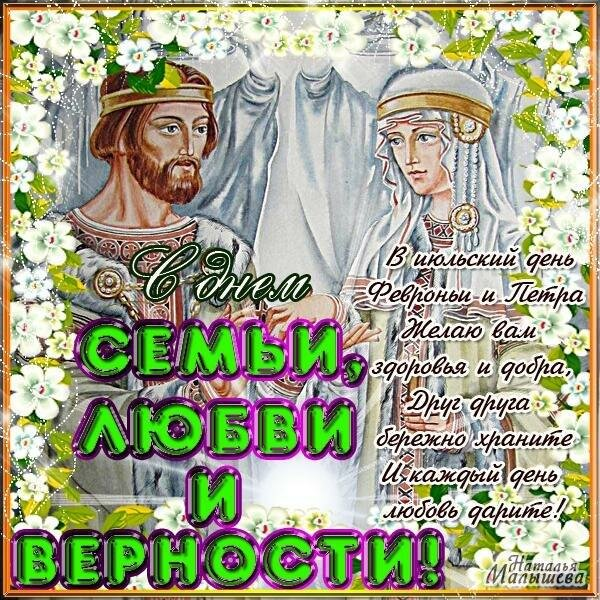 С днем
СЕМЬИ,
ЛЮБВИ
И
ВЕРНОСТИ!
В июльский день
Февроньи и Петра
Желаю вам
здоровья и добра,
Друг друга
бережно храните
И каждый день
любовь дарите!
Наталья
Малышева